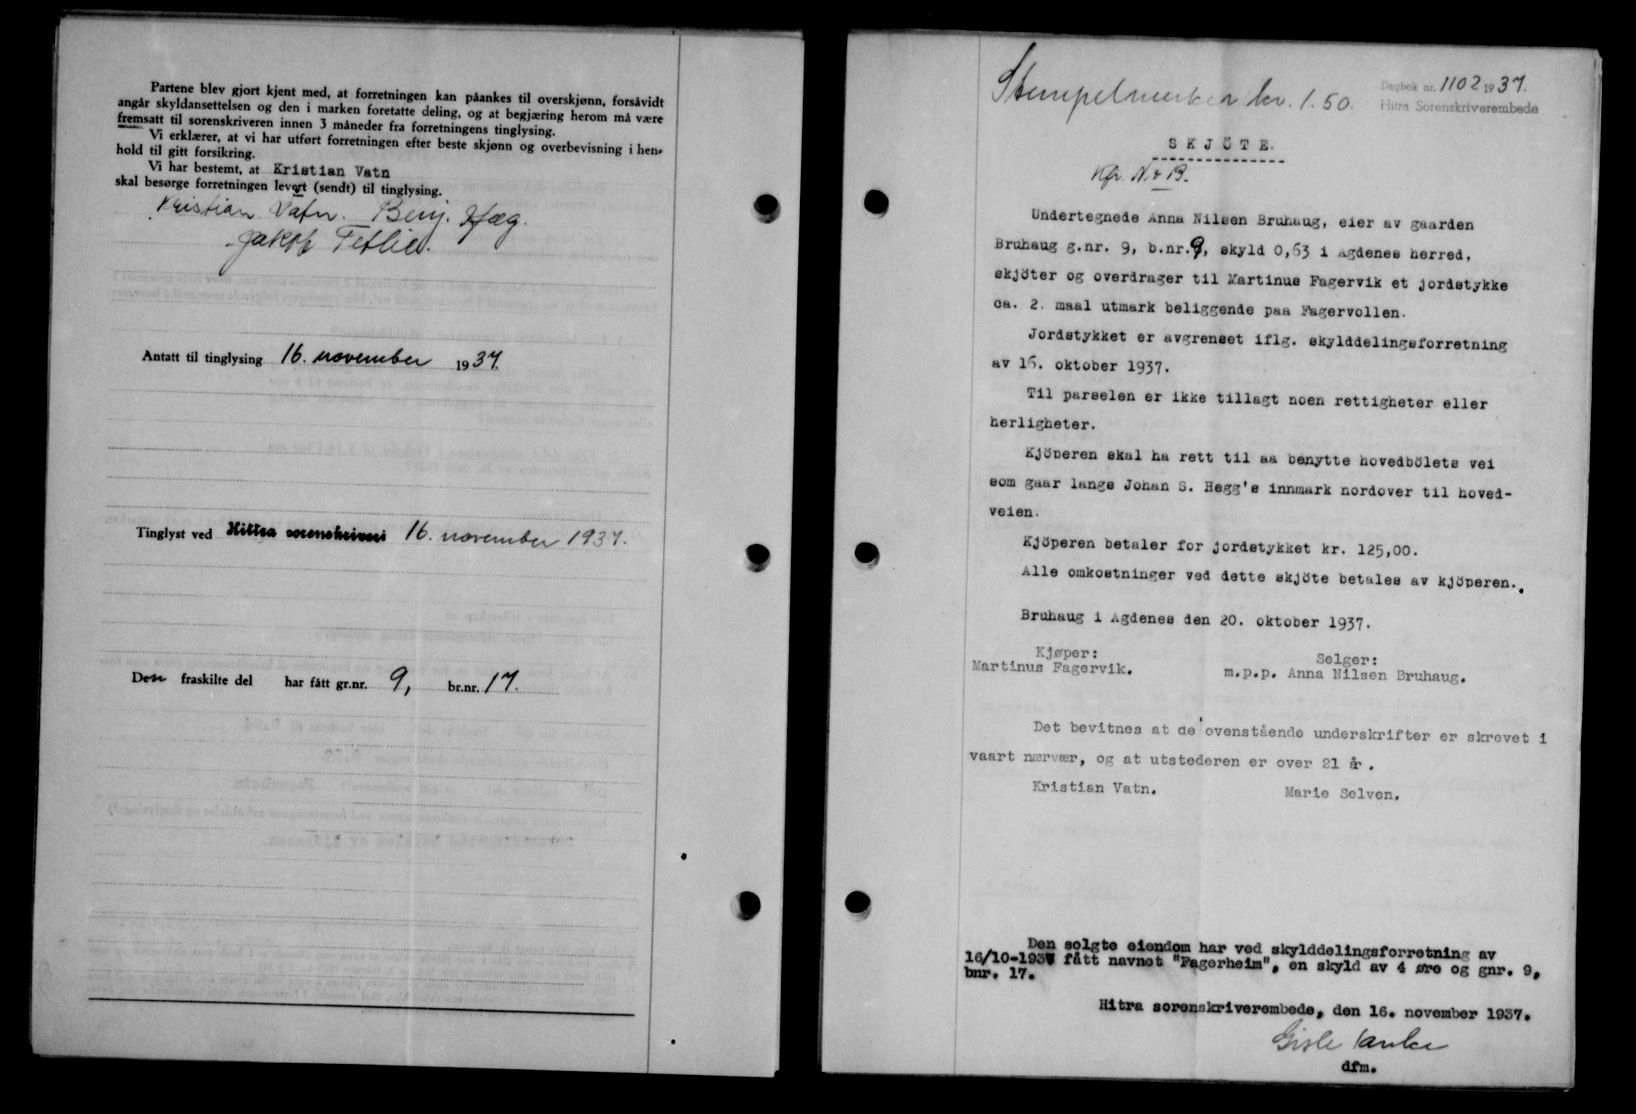 Partene blev gjort kjent med, at forretningen kan påankes til overskjønn, forsåvidt
angår skyldansettelsen og den i marken foretatte deling, og at begjæring herom må være
fremsatt til sorenskriveren innen 3 måneder fra forretningens tinglysing.
Vi erklærer, at vi har utført forretningen efter beste skjønn og overbevisning i hen-
hold til gitt forsikring.
Vi har bestemt, at Kristian Vatn
skal besørge forretningen levert (sendt) til tinglysing.
Kristian Vatn. Benj. Hæg.
Jakob Tetlie.
Antatt til tinglysing 16. november 1937.
Tinglyst ved Hitra sorenskriveri 16. november 1937.
Den fraskilte del har fått gr.nr. 9, br.nr. 17.
Stempelmerker kr. 1.50.
Dagbok nr. 1102 1937.
Hitra Sorenskriverembede
SKJÖTE.
Kfr. N. & B.
Undertegnede Anna Nilsen Bruhaug, eier av gaarden
Bruhaug g.nr. 9, b.nr. 9, skyld 0,63 i Agdenes herred,
skjöter og overdrager til Martinus Fagervik et jordstykke
ca. 2. maal utmark beliggende paa Fagervollen.
Jordstykket er avgrenset iflg. skylddelingsforretning
av 16. oktober 1937.
Til parselen er ikke tillagt noen rettigheter eller
herligheter.
Kjöperen skal ha rett til aa benytte hovedbölets vei
som gaar langs Johan S. Hegg's innmark nordover til hoved-
veien.
Kjöperen betaler for jordstykket kr. 125,00.
Alle omkostninger ved dette skjöte betales av kjöperen.
Bruhaug i Agdenes den 20. oktober 1937.
Kjøper: Selger:
Martinus Fagervik. m.p.p. Anna Nilsen Bruhaug.
Det bevitnes at de ovenstående underskrifter er skrevet i
vaart nærvær, og at utstederen er over 21 år.
Kristian Vatn. Marie Selven.
Den solgte eiendom har ved skylddelingsforretning av
16/10-1937 fått navnet "Fagerheim", en skyld av 4 øre og gnr. 9,
bnr. 17.
Hitra sorenskriverembede, den 16. november 1937.
Gisle Tanke
dfm.